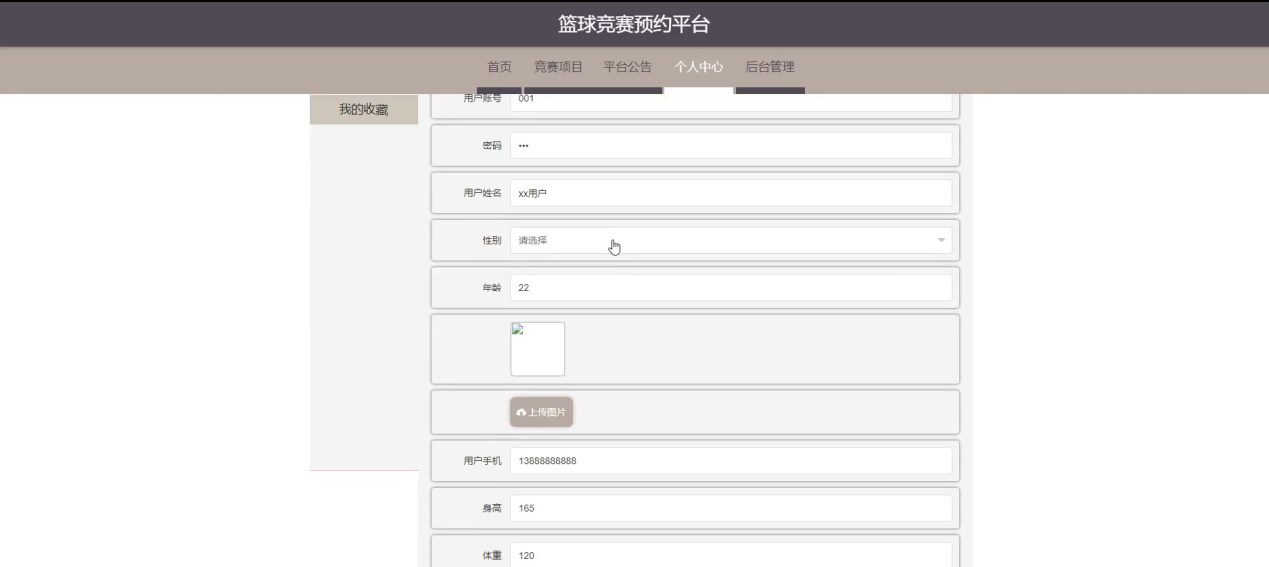 篮球竞赛预约平台
首页 竞赛项目 平台公告 个人中心 后台管理
我的收藏
用户账号 001
密码 •••
用户姓名 xx用户
性别 请选择
年龄 22
上传图片
用户手机 13888888888
身高 165
体重 120